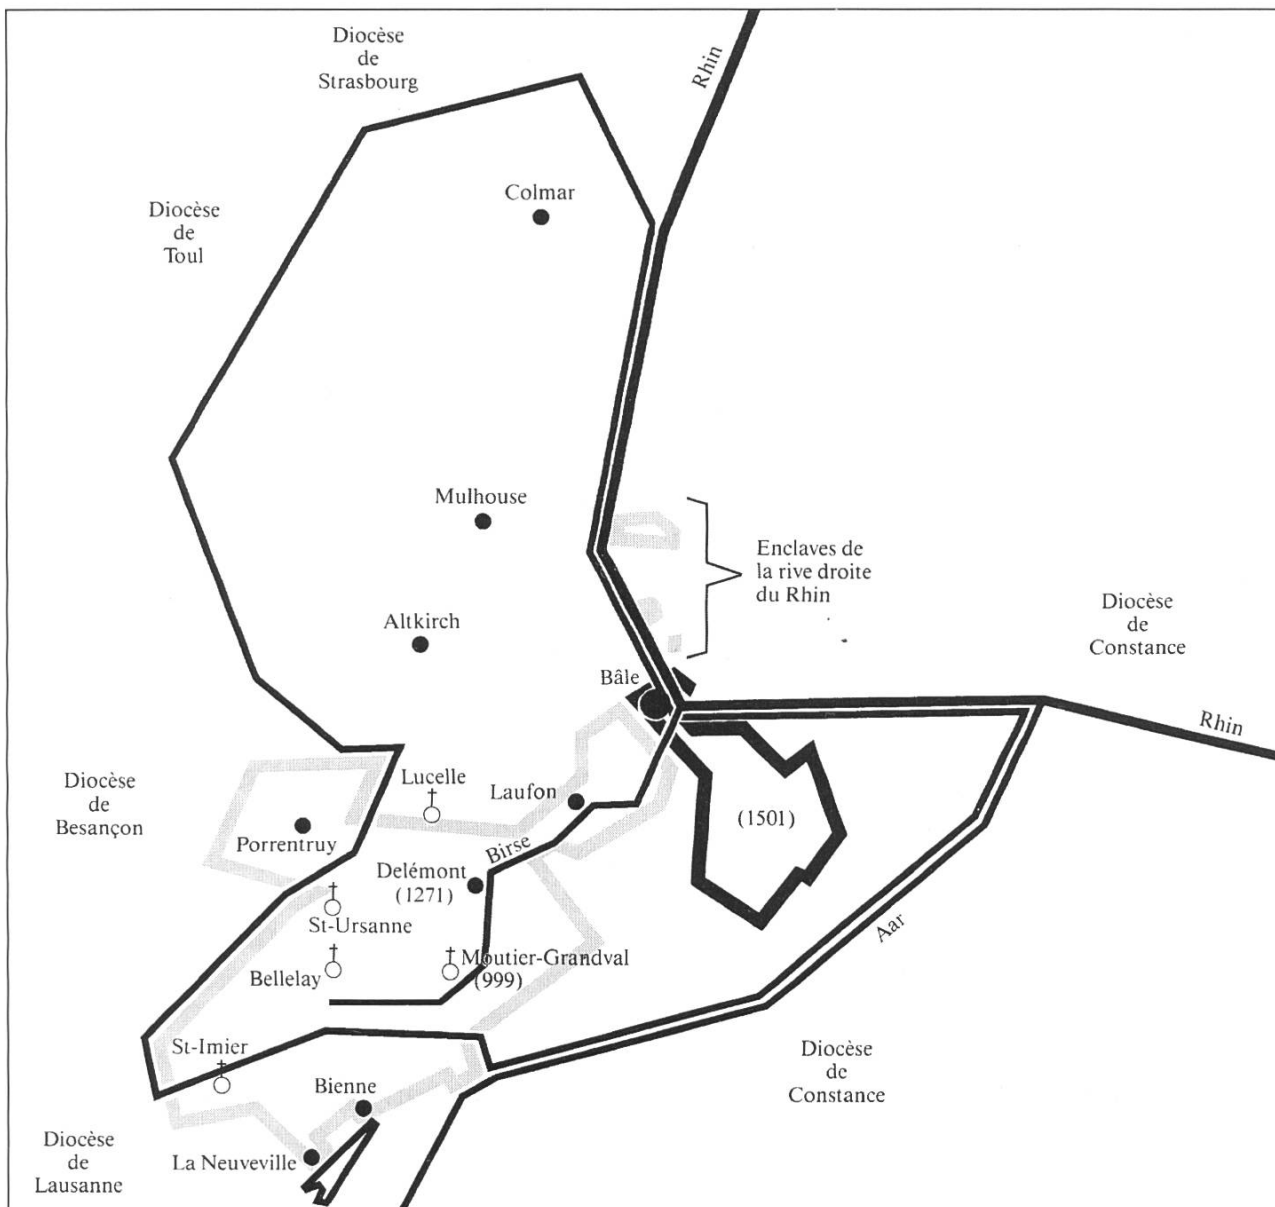 Diocèse
de
Strasbourg
Rhin
Colmar
Diocèse
de
Toul
Mulhouse
Enclaves de
la rive droite
du Rhin
Diocèse
de
Constance
Altkirch
Bâle
Rhin
Diocèse
de
Besançon
Lucelle
Laufon
(1501)
Porrentruy
Birse
Delémont
(1271)
St-Ursanne
Aar
Bellelay
Moutier-Grandval
(999)
St-Imier
Diocèse
de
Constance
Bienne
Diocèse
de
Lausanne
La Neuveville